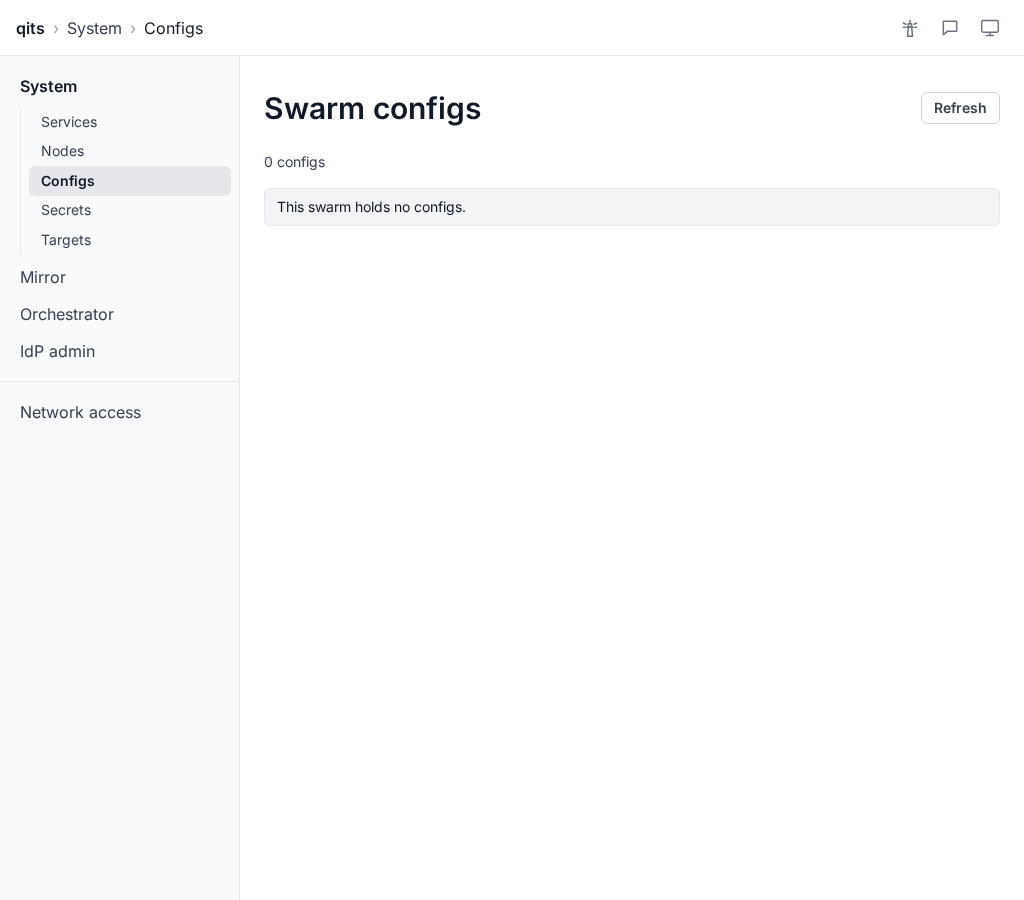 qits › System › Configs
System
Services
Nodes
Configs
Secrets
Targets
Mirror
Orchestrator
IdP admin
Network access
Swarm configs
Refresh
0 configs
This swarm holds no configs.